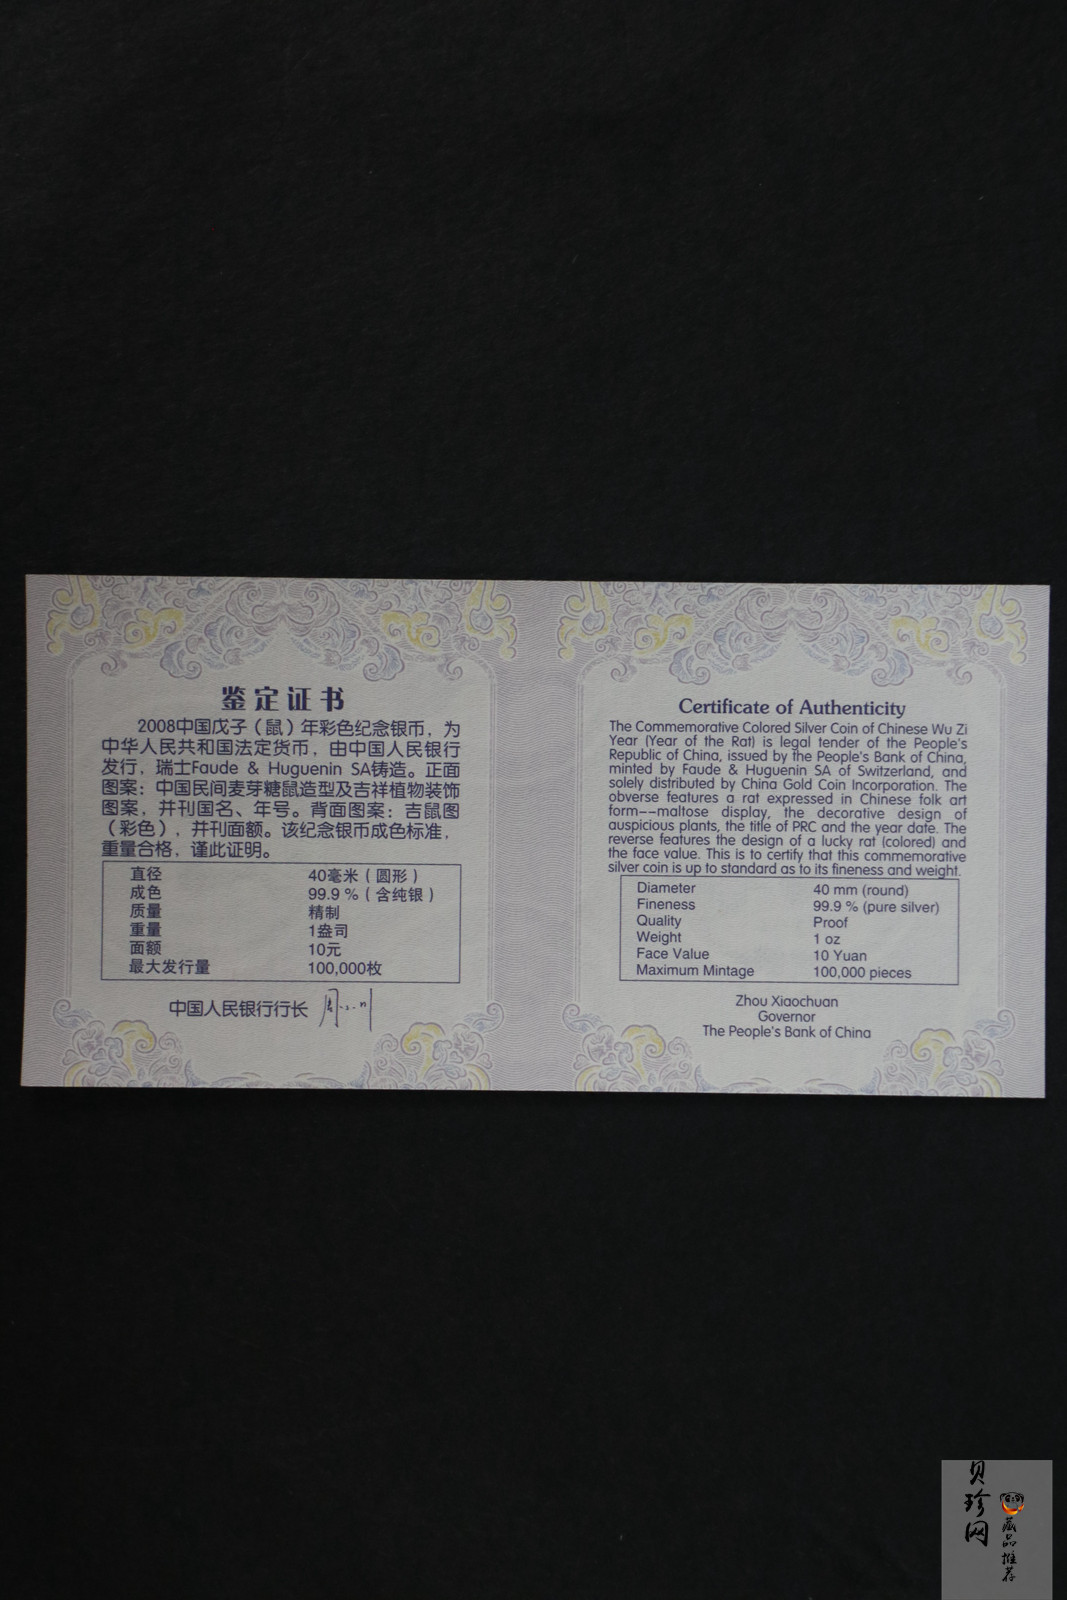 鉴定证书
2008中国戊子（鼠）年彩色纪念银币，为
中华人民共和国法定货币，由中国人民银行
发行，瑞士Faude & Huguenin SA铸造。正面
图案：中国民间麦芽糖鼠造型及吉祥植物装饰
图案，并刊国名、年号。背面图案：吉鼠图
（彩色），并刊面额。该纪念银币成色标准，
重量合格，谨此证明。
直径 40毫米（圆形）
成色 99.9 %（含纯银）
质量 精制
重量 1盎司
面额 10元
最大发行量 100,000枚
中国人民银行行长
Certificate of Authenticity
The Commemorative Colored Silver Coin of Chinese Wu Zi
Year (Year of the Rat) is legal tender of the People's
Republic of China, issued by the People's Bank of China,
minted by Faude & Huguenin SA of Switzerland, and
solely distributed by China Gold Coin Incorporation. The
obverse features a rat expressed in Chinese folk art
form--maltose display, the decorative design of
auspicious plants, the title of PRC and the year date. The
reverse features the design of a lucky rat (colored) and
the face value. This is to certify that this commemorative
silver coin is up to standard as to its fineness and weight.
Diameter 40 mm (round)
Fineness 99.9 % (pure silver)
Quality Proof
Weight 1 oz
Face Value 10 Yuan
Maximum Mintage 100,000 pieces
Zhou Xiaochuan
Governor
The People's Bank of China
贝珍网
藏品推荐